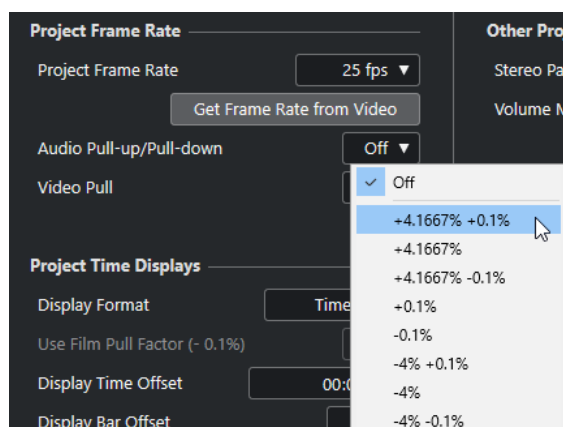 Project Frame Rate
Other Pro
Project Frame Rate 25 fps
Stereo Pa
Get Frame Rate from Video
Volume M
Audio Pull-up/Pull-down Off
Video Pull
Off
+4.1667% +0.1%
+4.1667%
+4.1667% -0.1%
+0.1%
-0.1%
-4% +0.1%
-4%
-4% -0.1%
Project Time Displays
Display Format Time
Use Film Pull Factor (- 0.1%)
Display Time Offset 00:0
Display Bar Offset